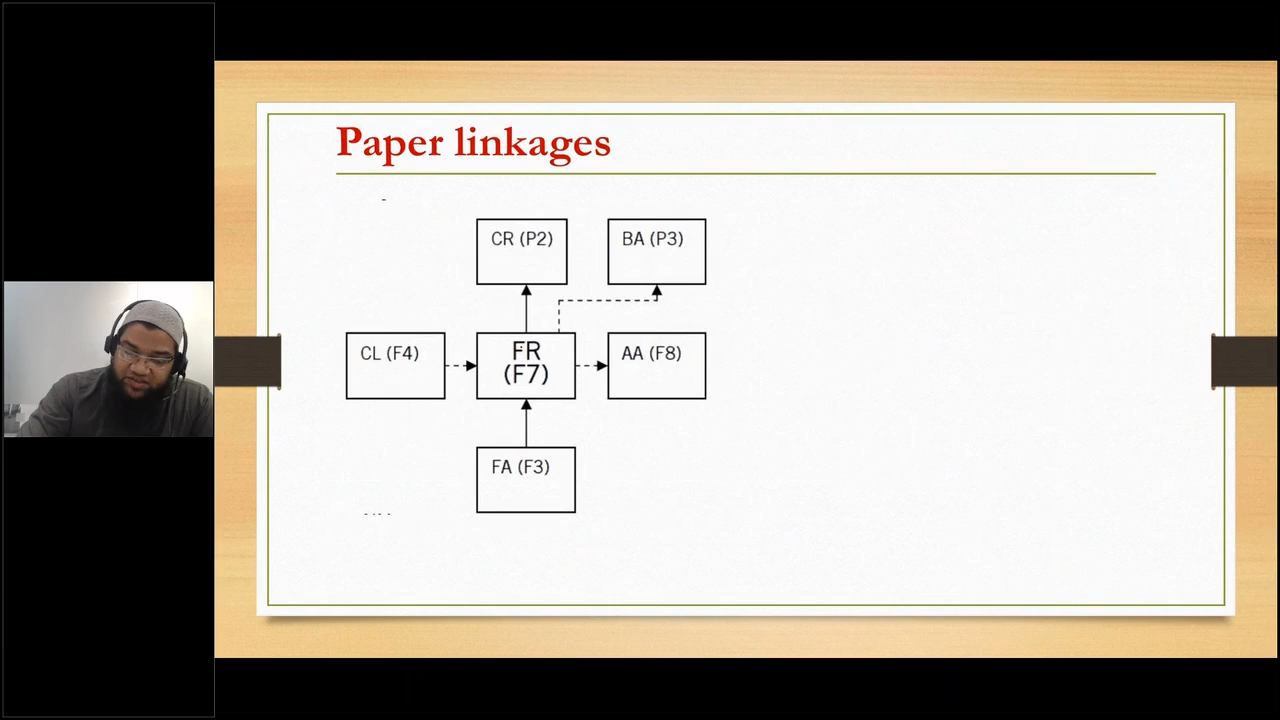 Paper linkages
CR (P2)
BA (P3)
CL (F4)
FR
(F7)
AA (F8)
FA (F3)